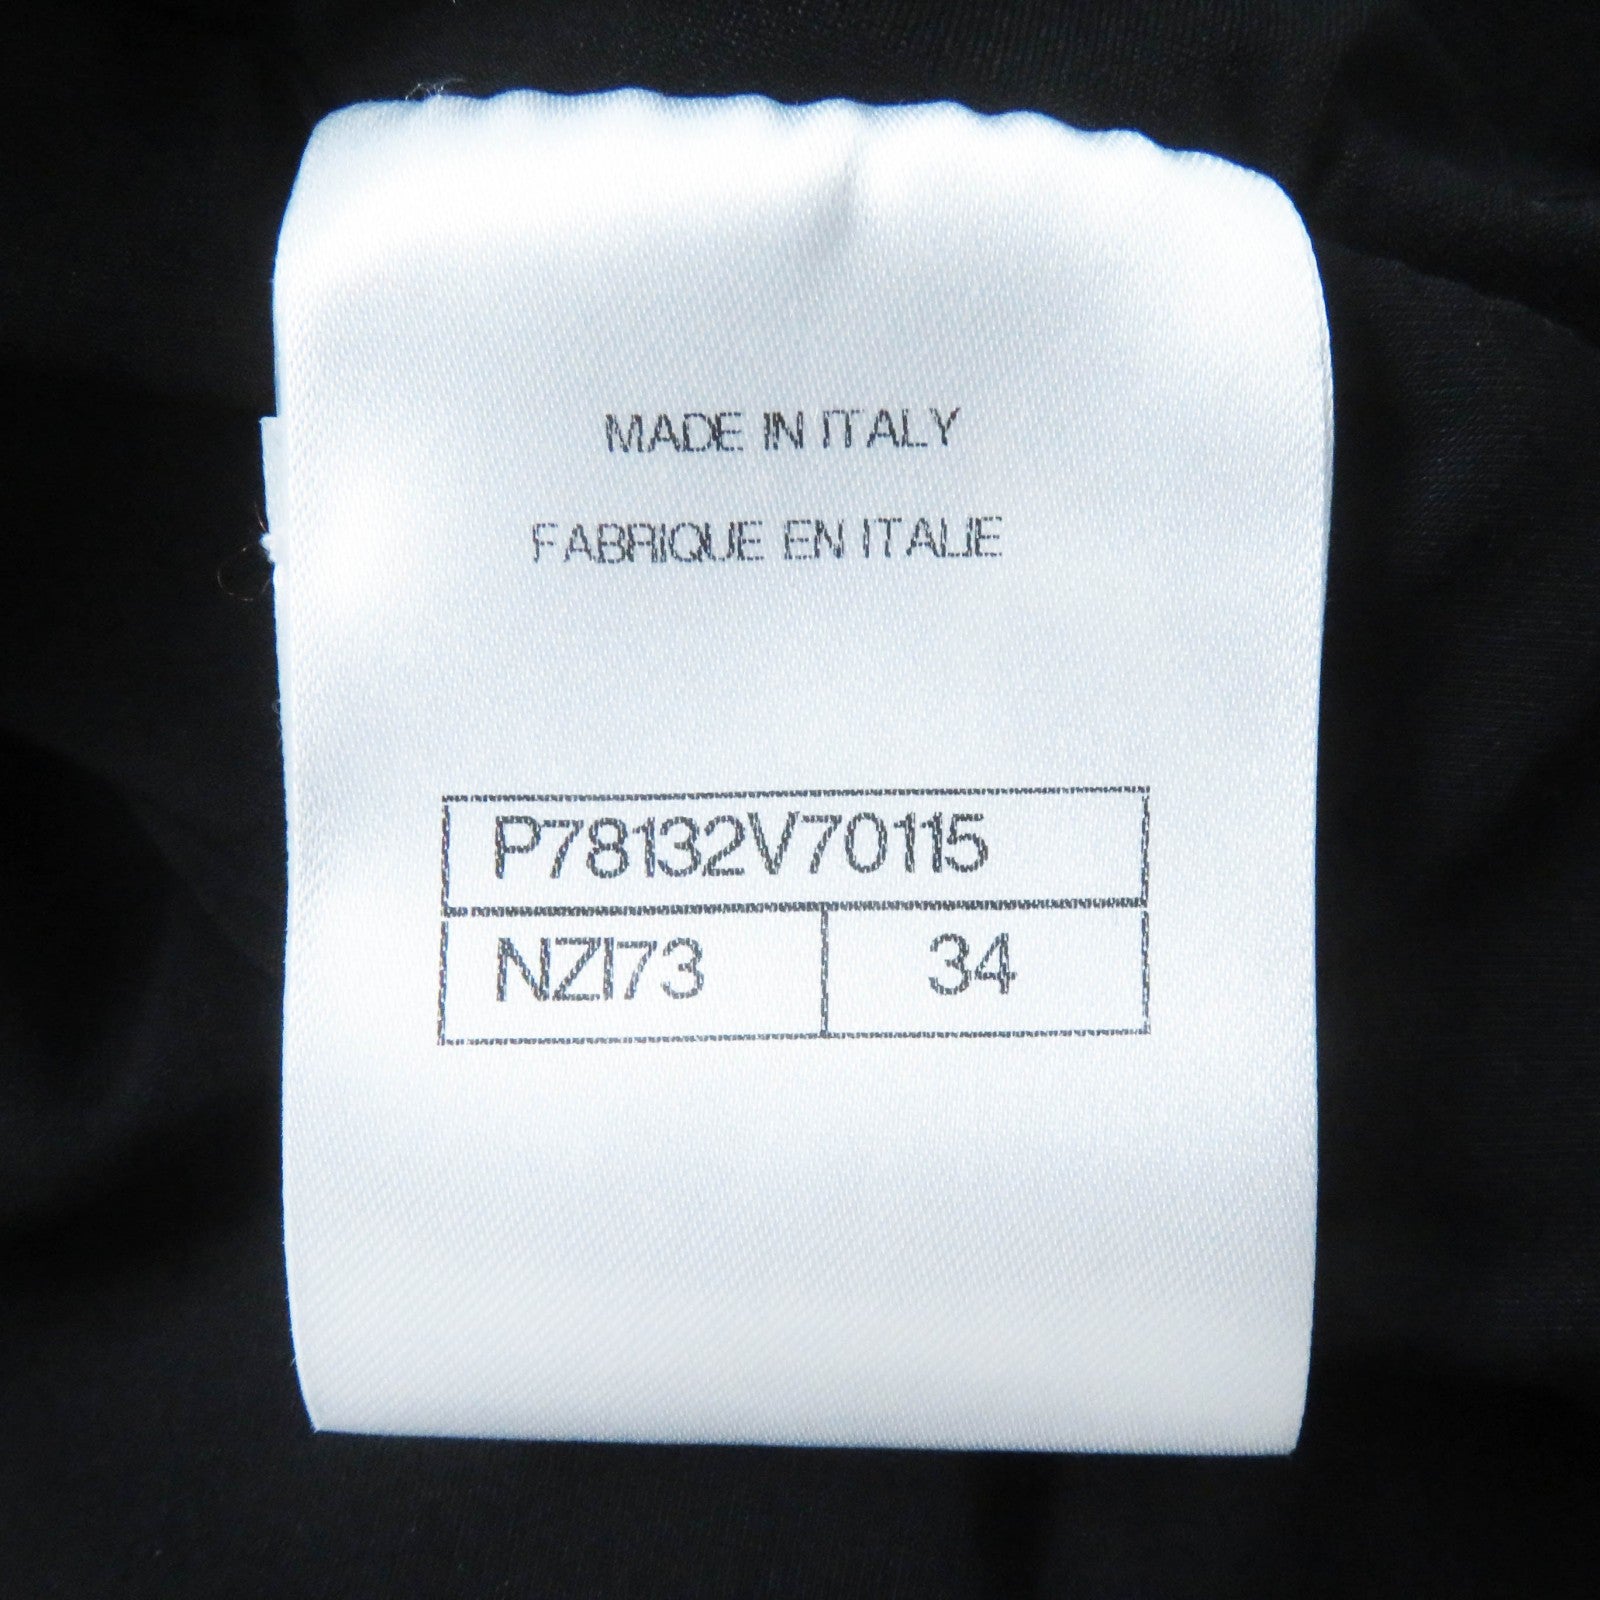 MADE IN ITALY
FABRIQUE EN ITALIE
P78132V70115
NZI73 34